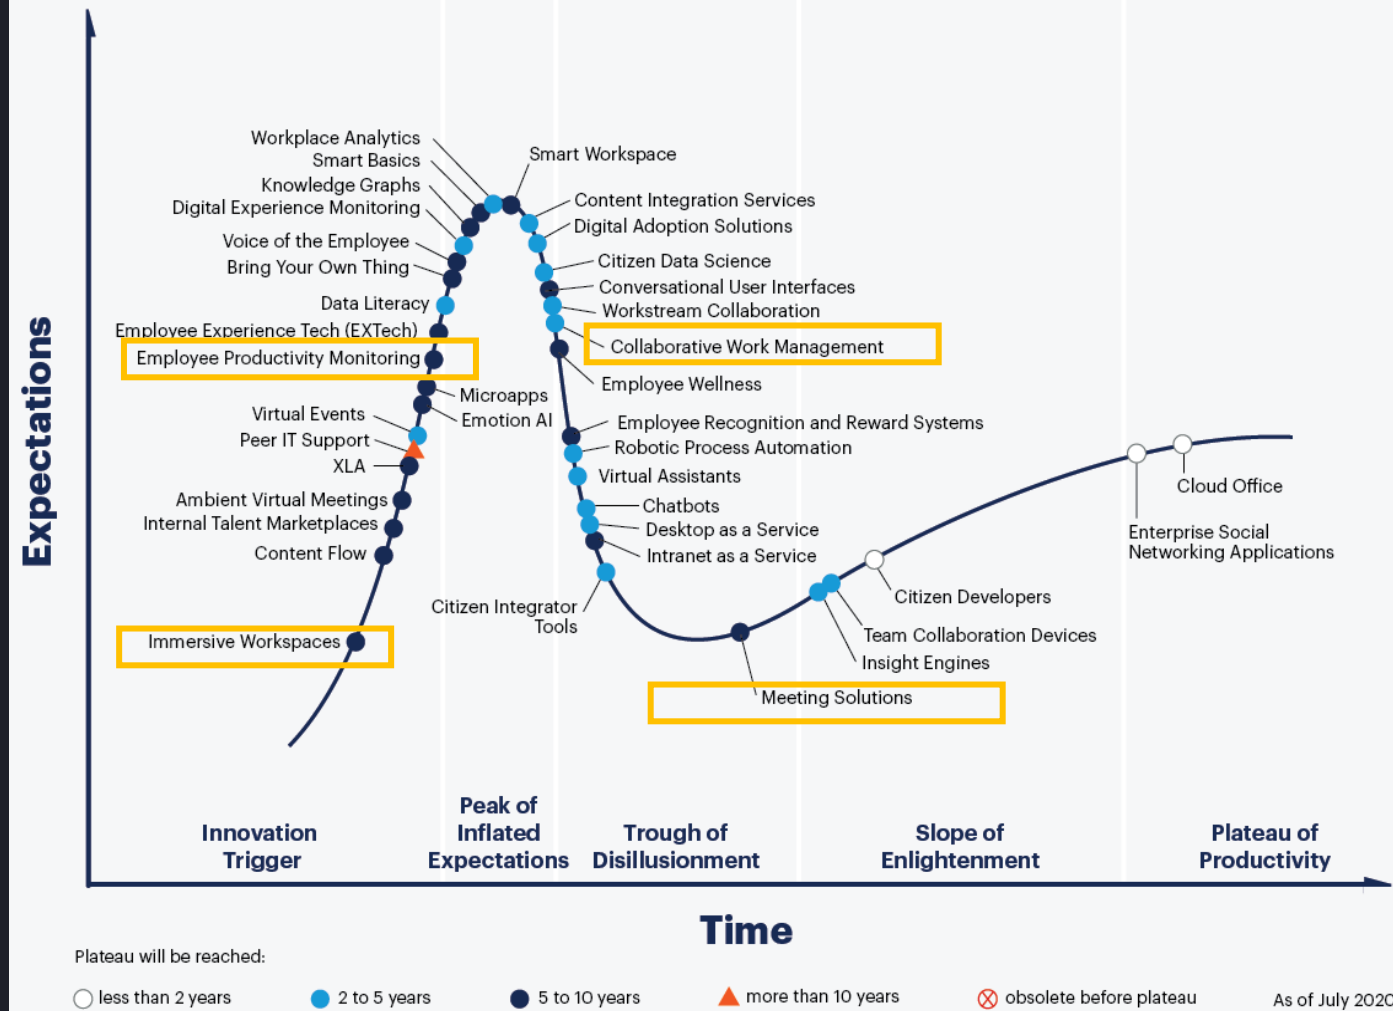 Expectations
Workplace Analytics
Smart Basics
Knowledge Graphs
Digital Experience Monitoring
Voice of the Employee
Bring Your Own Thing
Data Literacy
Employee Experience Tech (EXTech)
Employee Productivity Monitoring
Microapps
Emotion AI
Virtual Events
Peer IT Support
XLA
Ambient Virtual Meetings
Internal Talent Marketplaces
Content Flow
Immersive Workspaces
Smart Workspace
Content Integration Services
Digital Adoption Solutions
Citizen Data Science
Conversational User Interfaces
Workstream Collaboration
Collaborative Work Management
Employee Wellness
Employee Recognition and Reward Systems
Robotic Process Automation
Virtual Assistants
Chatbots
Desktop as a Service
Intranet as a Service
Citizen Integrator
Tools
Meeting Solutions
Insight Engines
Team Collaboration Devices
Citizen Developers
Enterprise Social
Networking Applications
Cloud Office
Innovation
Trigger
Peak of
Inflated
Expectations
Trough of
Disillusionment
Slope of
Enlightenment
Plateau of
Productivity
Time
Plateau will be reached:
less than 2 years
2 to 5 years
5 to 10 years
more than 10 years
obsolete before plateau
As of July 2020